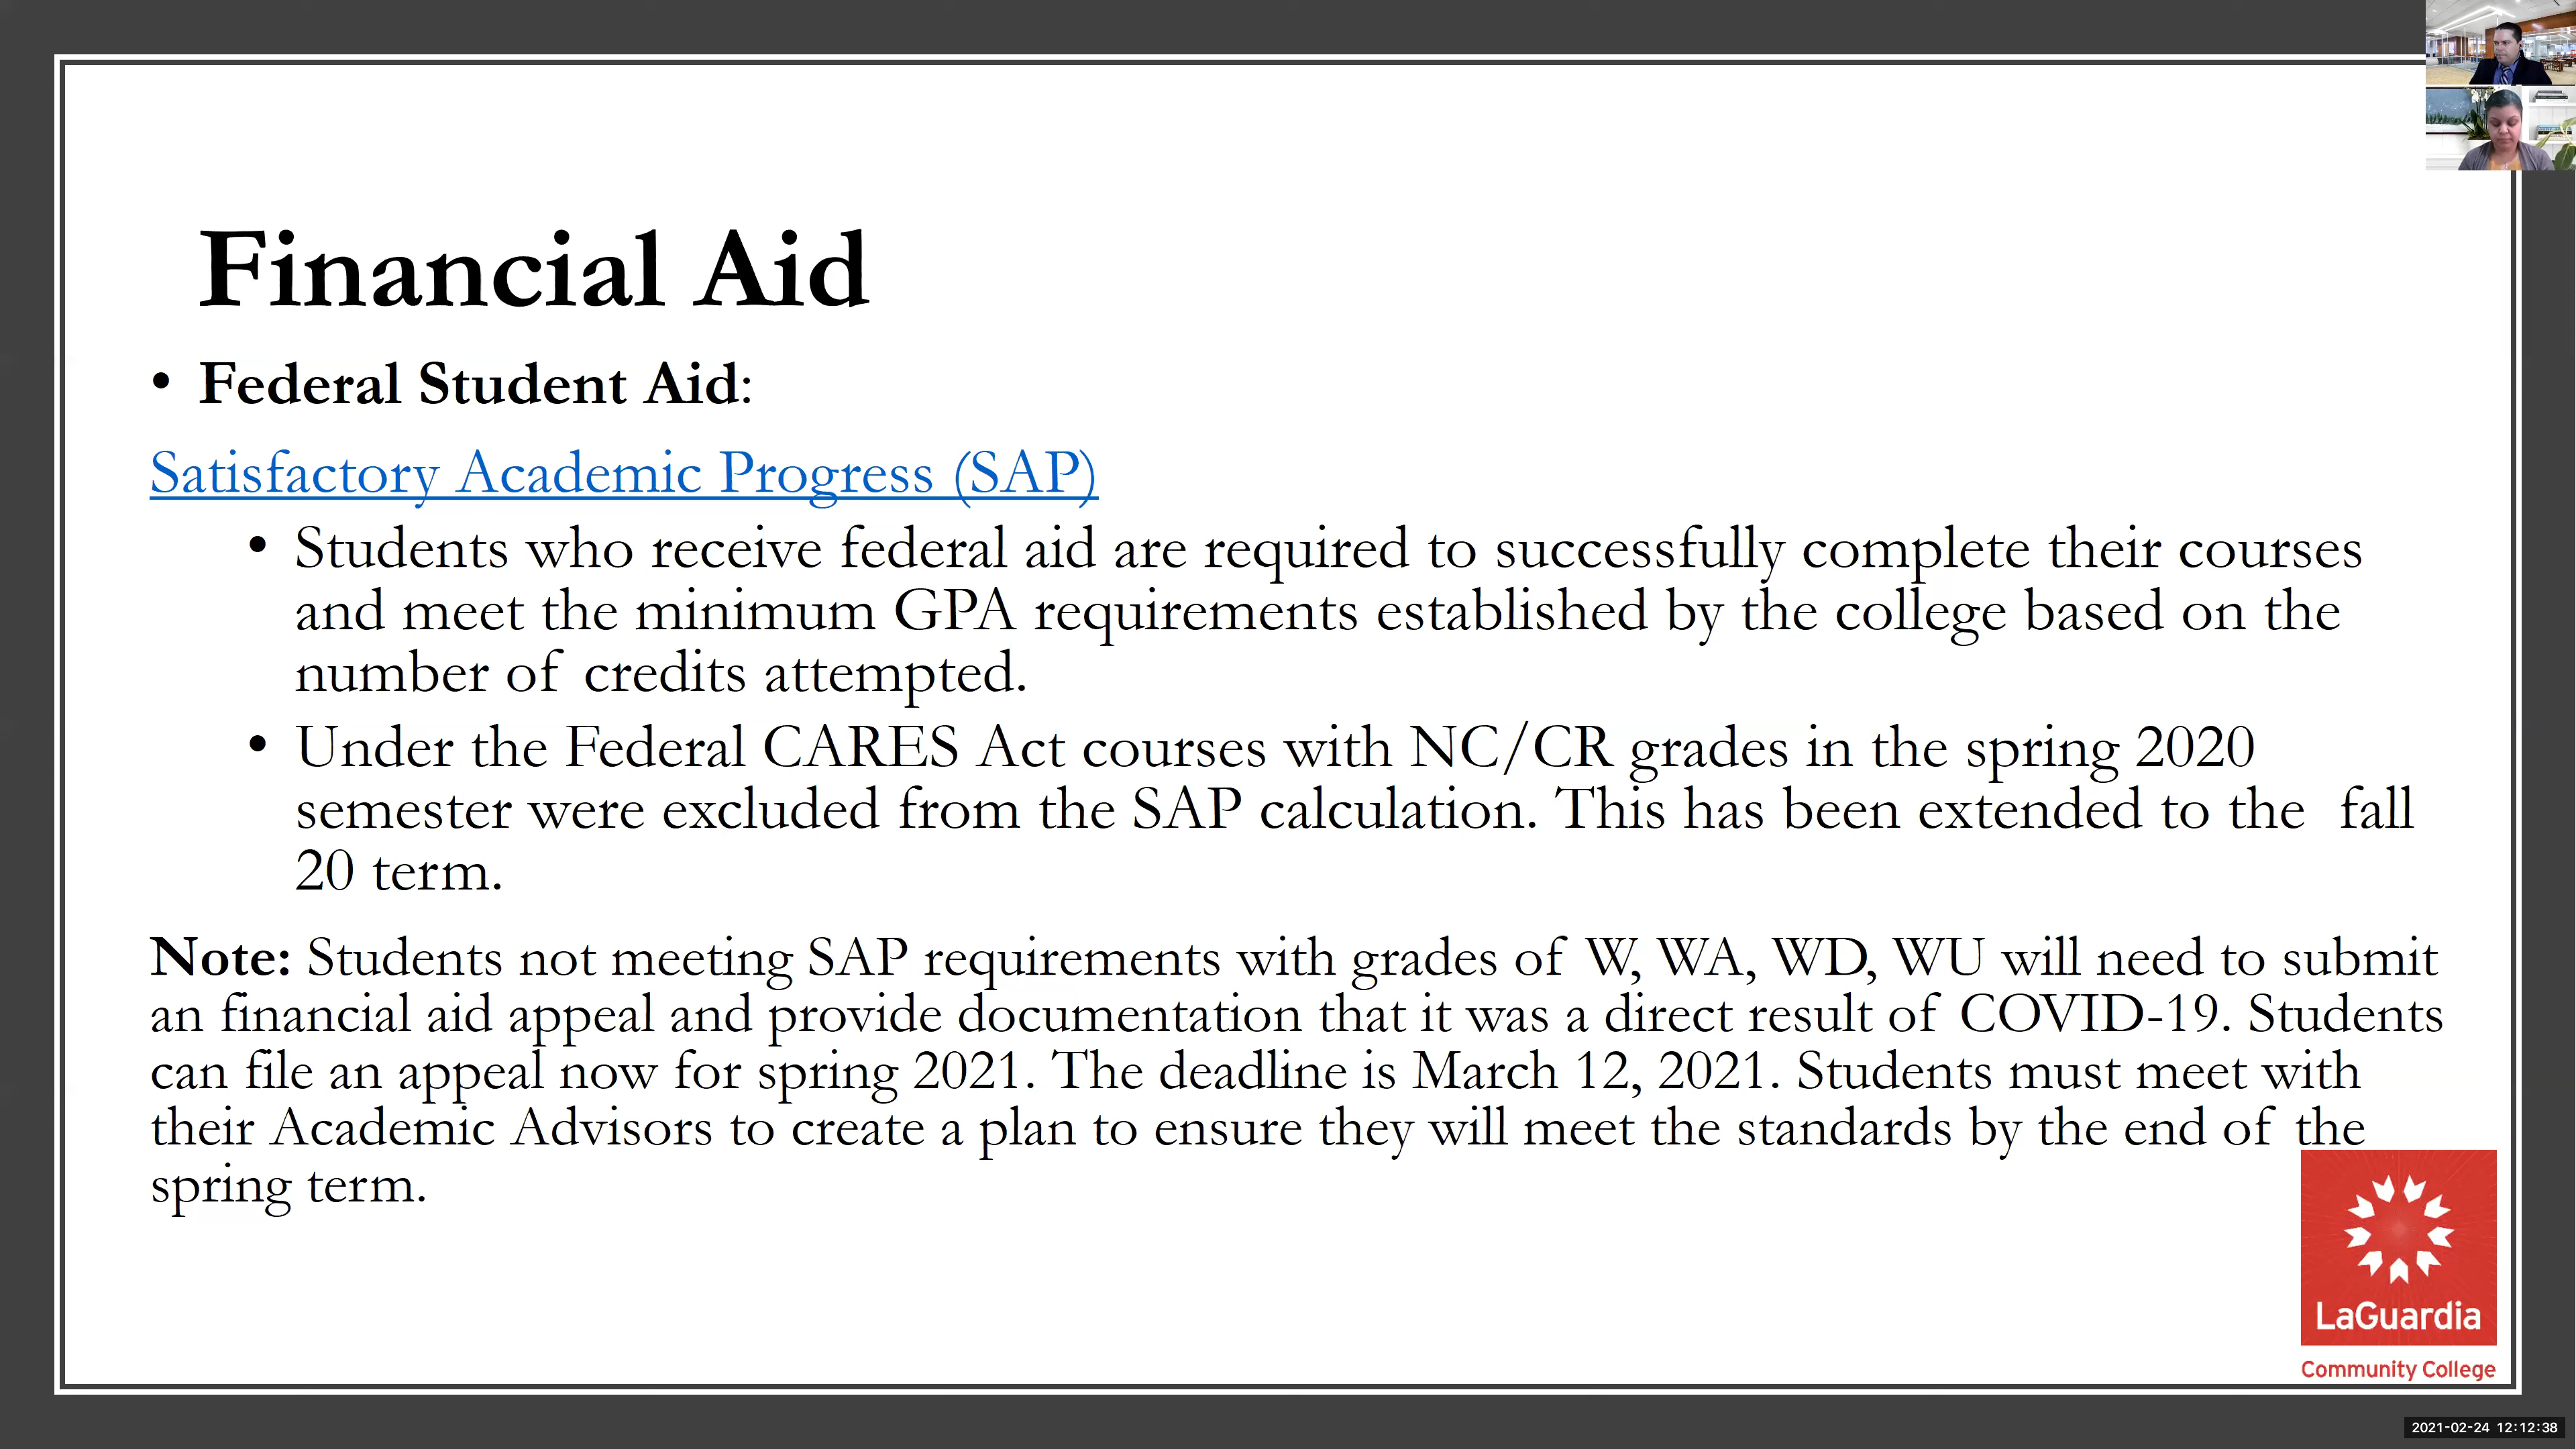 Financial Aid
• Federal Student Aid:
Satisfactory Academic Progress (SAP)
• Students who receive federal aid are required to successfully complete their courses
and meet the minimum GPA requirements established by the college based on the
number of credits attempted.
• Under the Federal CARES Act courses with NC/CR grades in the spring 2020
semester were excluded from the SAP calculation. This has been extended to the fall
20 term.
Note: Students not meeting SAP requirements with grades of W, WA, WD, WU will need to submit
an financial aid appeal and provide documentation that it was a direct result of COVID-19. Students
can file an appeal now for spring 2021. The deadline is March 12, 2021. Students must meet with
their Academic Advisors to create a plan to ensure they will meet the standards by the end of the
spring term.
LaGuardia
Community College
2021-02-24 12:12:38